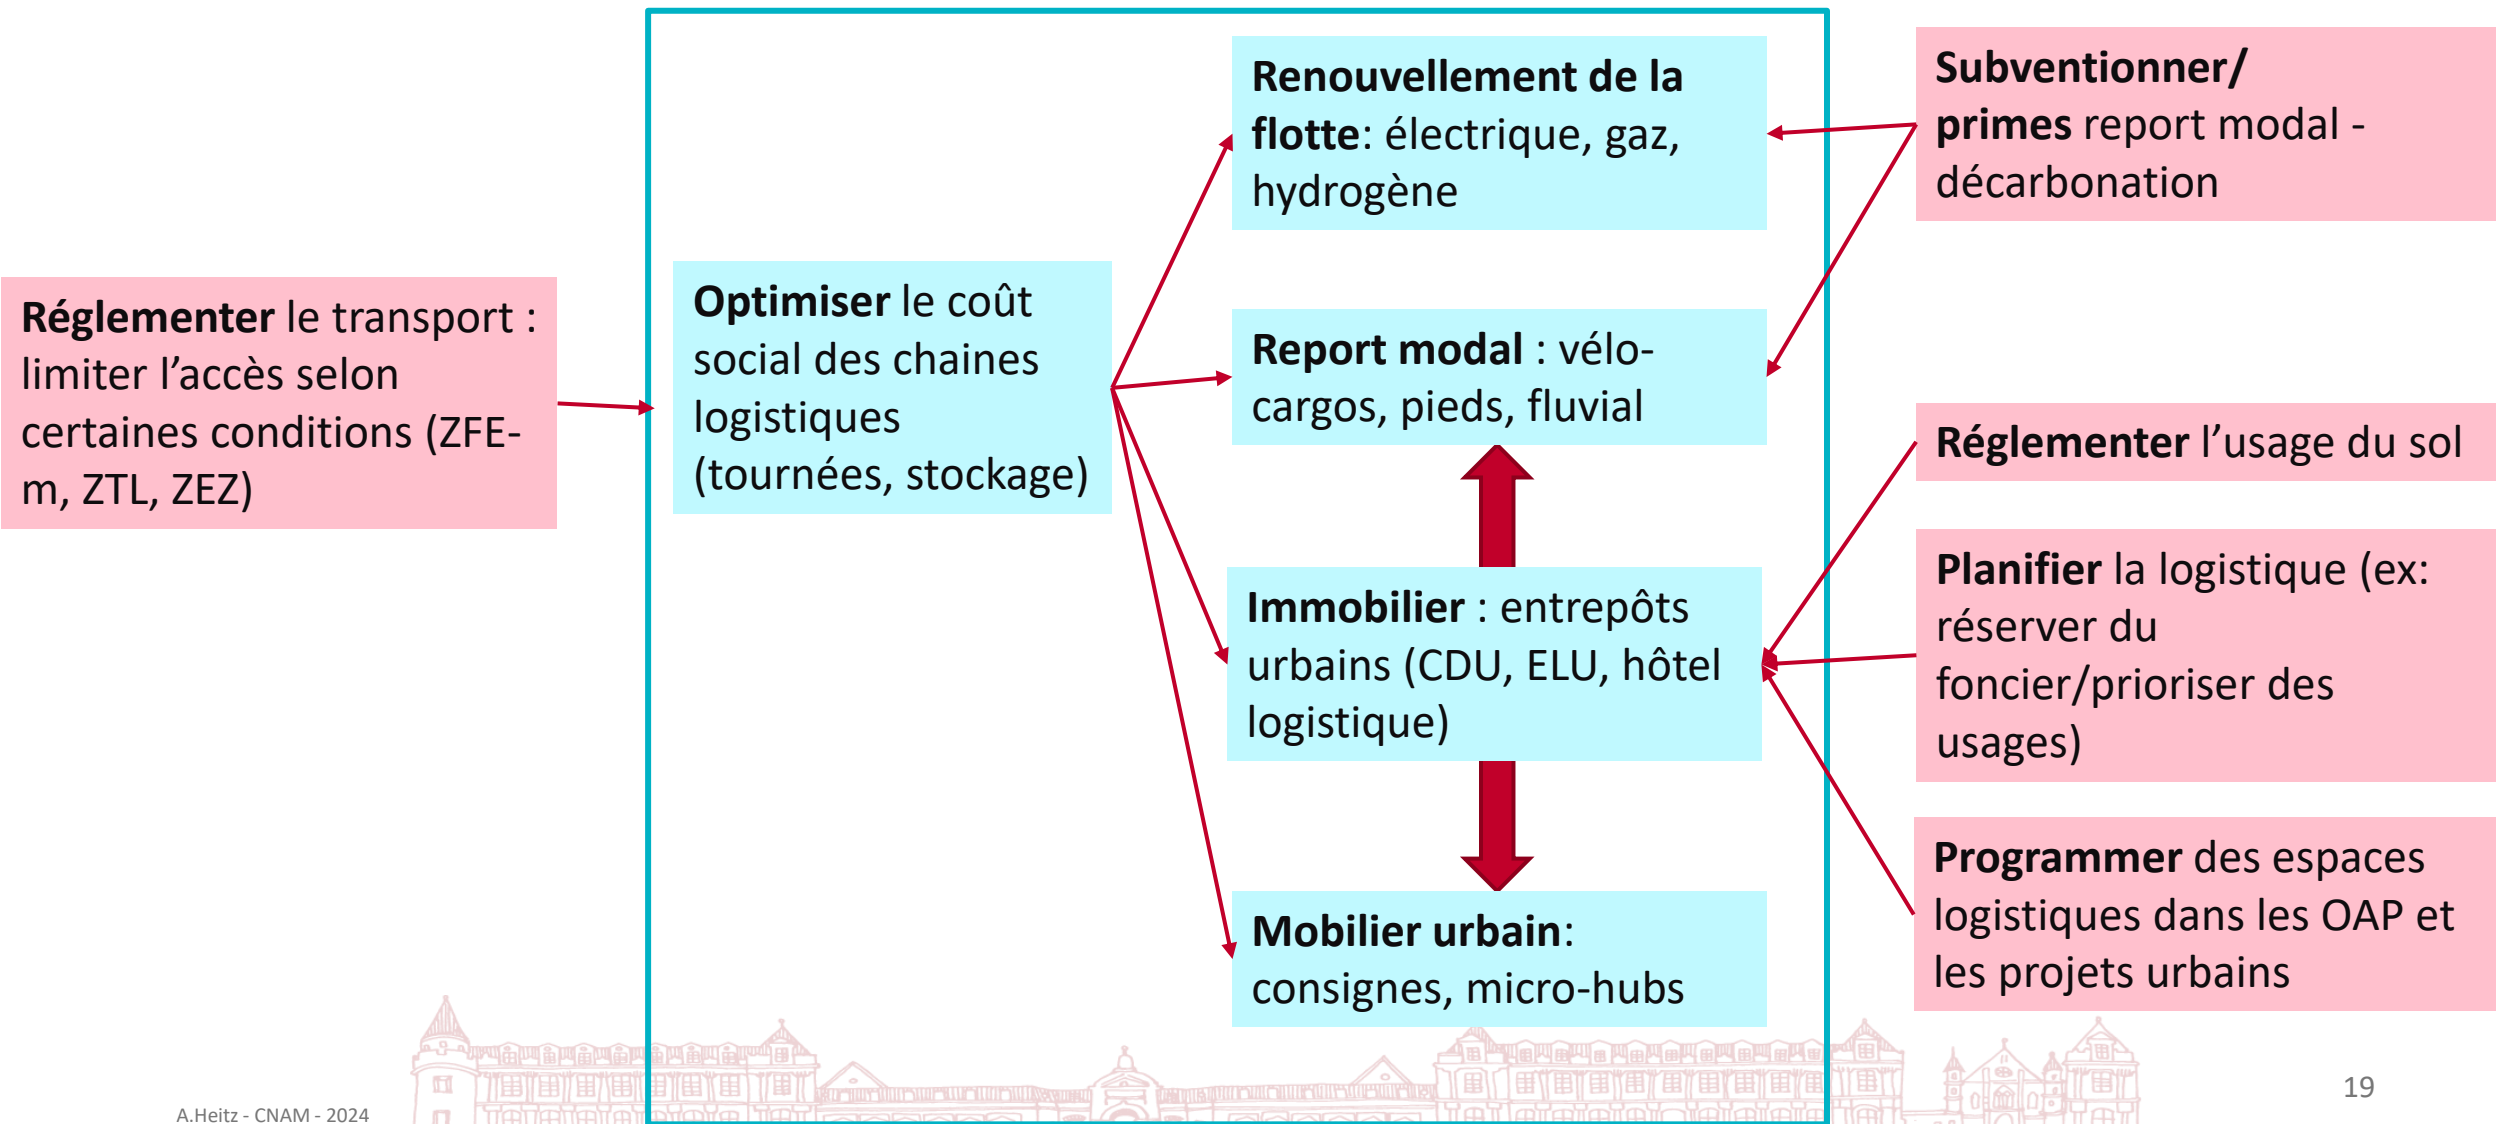 Réglementer le transport :
limiter l’accès selon
certaines conditions (ZFE-
m, ZTL, ZEZ)
Optimiser le coût
social des chaines
logistiques
(tournées, stockage)
Renouvellement de la
flotte: électrique, gaz,
hydrogène
Report modal : vélo-
cargos, pieds, fluvial
Immobilier : entrepôts
urbains (CDU, ELU, hôtel
logistique)
Mobilier urbain:
consignes, micro-hubs
Subventionner/
primes report modal -
décarbonation
Réglementer l’usage du sol
Planifier la logistique (ex:
réserver du
foncier/prioriser des
usages)
Programmer des espaces
logistiques dans les OAP et
les projets urbains
A.Heitz - CNAM - 2024
19